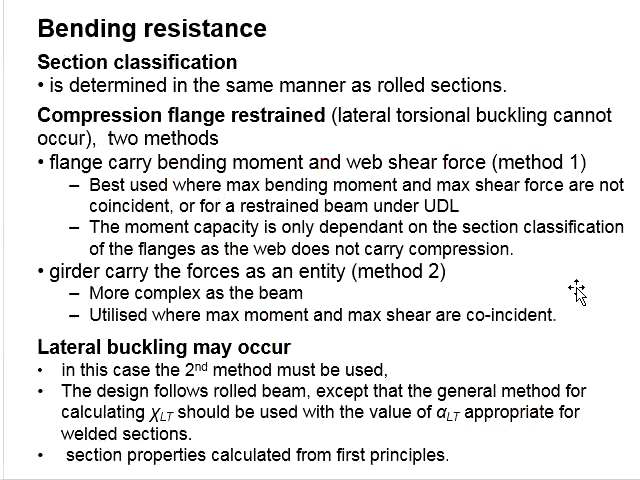 Bending resistance
Section classification
• is determined in the same manner as rolled sections.
Compression flange restrained (lateral torsional buckling cannot
occur), two methods
• flange carry bending moment and web shear force (method 1)
– Best used where max bending moment and max shear force are not
coincident, or for a restrained beam under UDL
– The moment capacity is only dependant on the section classification
of the flanges as the web does not carry compression.
• girder carry the forces as an entity (method 2)
– More complex as the beam
– Utilised where max moment and max shear are co-incident.
Lateral buckling may occur
• in this case the 2nd method must be used,
• The design follows rolled beam, except that the general method for
calculating χLT should be used with the value of αLT appropriate for
welded sections.
• section properties calculated from first principles.